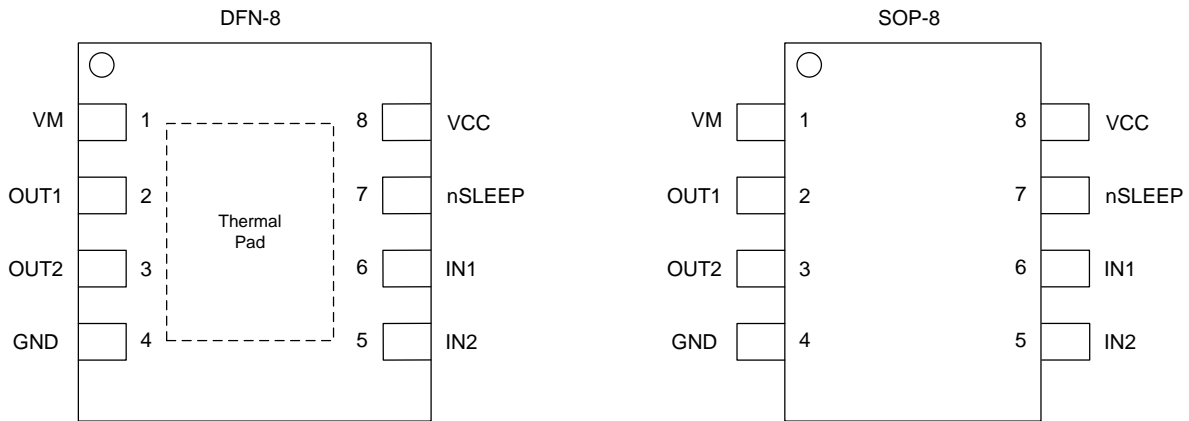 DFN-8
VM 1 8 VCC
OUT1 2 7 nSLEEP
Thermal
Pad
OUT2 3 6 IN1
GND 4 5 IN2
SOP-8
VM 1 8 VCC
OUT1 2 7 nSLEEP
OUT2 3 6 IN1
GND 4 5 IN2